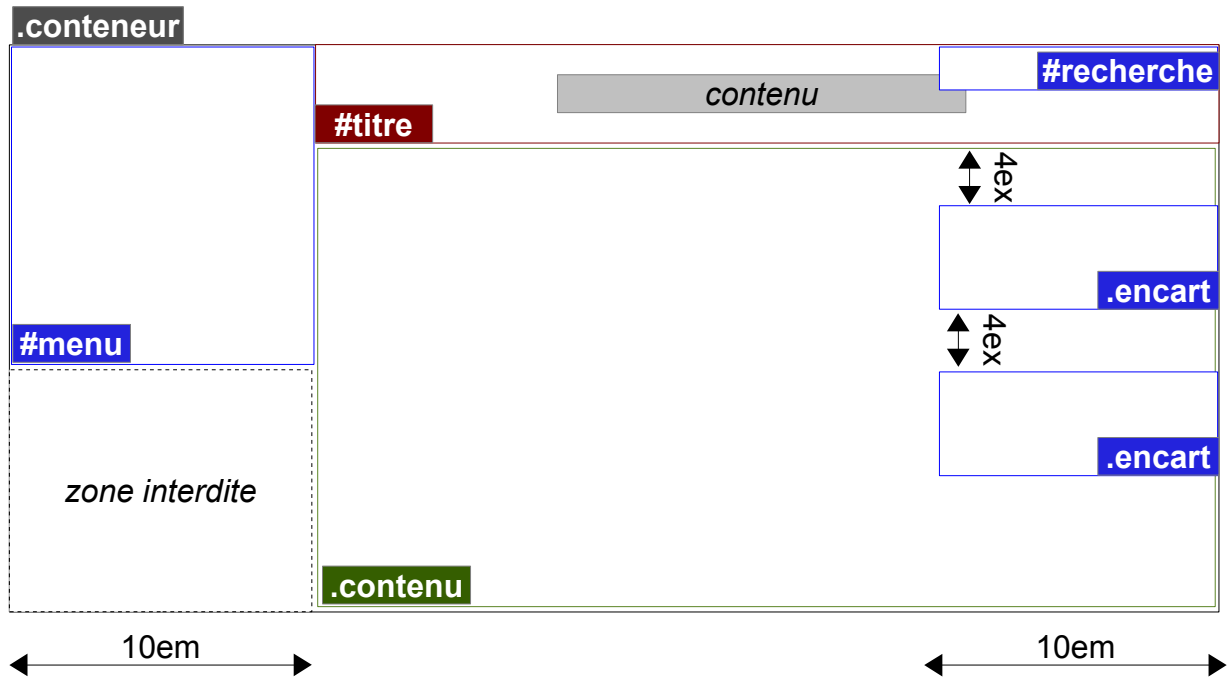 .conteneur
#recherche
contenu
#titre
4ex
.encart
4ex
#menu
.encart
zone interdite
.contenu
10em
10em